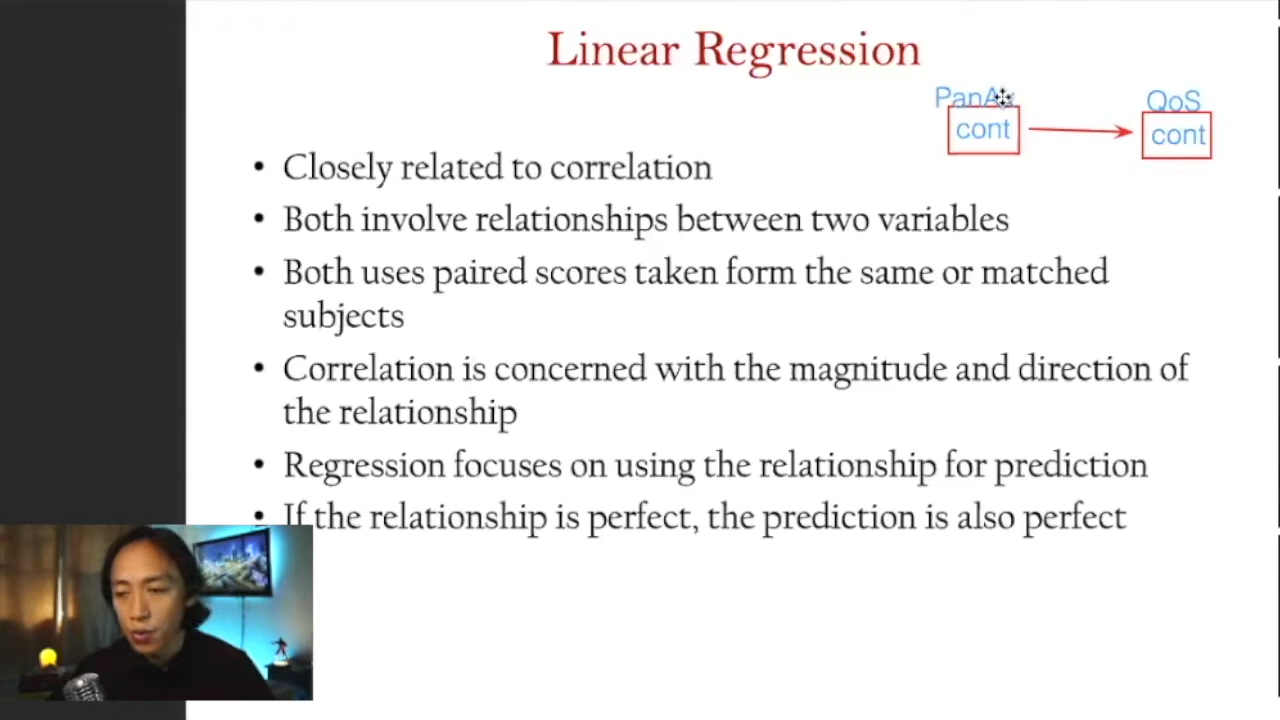 Linear Regression
PanAx
cont
QoS
cont
• Closely related to correlation
• Both involve relationships between two variables
• Both uses paired scores taken form the same or matched
subjects
• Correlation is concerned with the magnitude and direction of
the relationship
• Regression focuses on using the relationship for prediction
• If the relationship is perfect, the prediction is also perfect